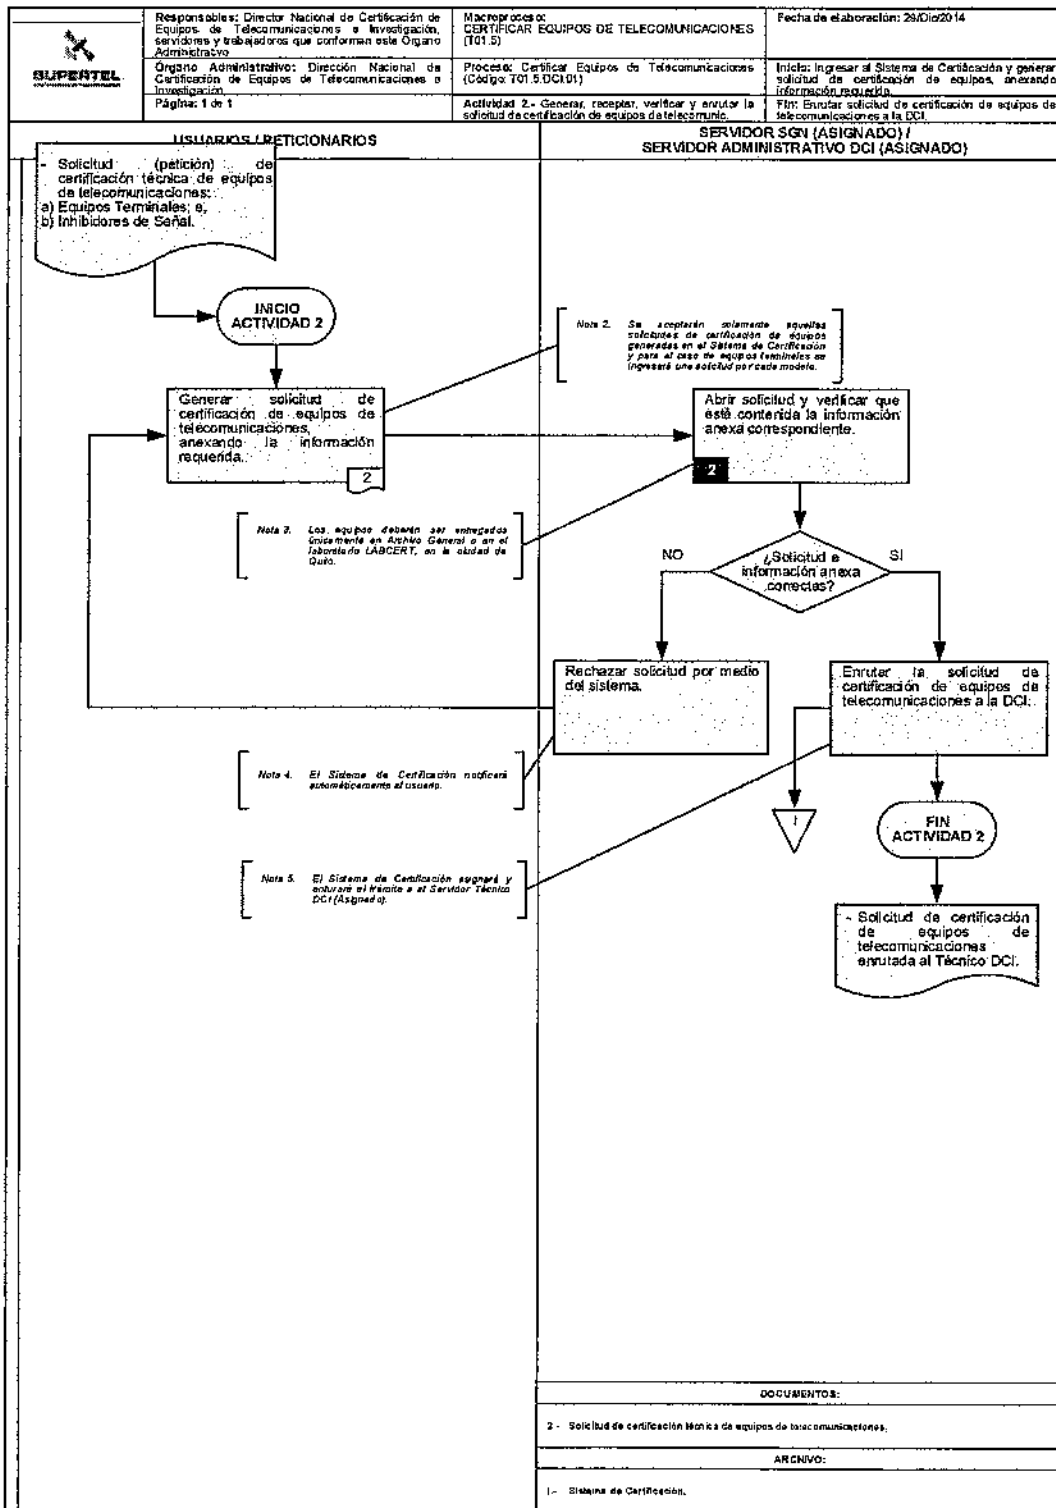 SUPERTEL
Responsables: Director Nacional de Certificación de
Equipos de Telecomunicaciones e Investigación,
servidores y trabajadores que conforman este Órgano
Administrativo
Macroproceso:
CERTIFICAR EQUIPOS DE TELECOMUNICACIONES
(T01.5)
Fecha de elaboración: 29/Dic/2014
Órgano Administrativo: Dirección Nacional de
Certificación de Equipos de Telecomunicaciones e
Investigación
Proceso: Certificar Equipos de Telecomunicaciones
(Código: T01.5.DCI.01)
Inicio: Ingresar al Sistema de Certificación y generar
solicitud de certificación de equipos, anexando
información requerida.
Página: 1 de 1
Actividad 2.- Generar, receptar, verificar y enrutar la
solicitud de certificación de equipos de telecomunic.
Fin: Enrutar solicitud de certificación de equipos de
telecomunicaciones a la DCI.
USUARIOS / PETICIONARIOS
SERVIDOR SGN (ASIGNADO) /
SERVIDOR ADMINISTRATIVO DCI (ASIGNADO)
- Solicitud (petición) de
certificación técnica de equipos
de telecomunicaciones:
a) Equipos Terminales; e,
b) Inhibidores de Señal.
INICIO
ACTIVIDAD 2
Nota 2. Se aceptarán solamente aquellas
solicitudes de certificación de equipos
generadas en el Sistema de Certificación
y para el caso de equipos terminales se
ingresará una solicitud por cada modelo.
Generar solicitud de
certificación de equipos de
telecomunicaciones,
anexando la información
requerida.
2
Abrir solicitud y verificar que
esté contenida la información
anexa correspondiente.
2
Nota 3. Los equipos deberán ser entregados
únicamente en Archivo General o en el
laboratorio LABCERT, en la ciudad de
Quito.
NO
¿Solicitud e
información anexa
correctas?
SI
Rechazar solicitud por medio
del sistema.
Enrutar la solicitud de
certificación de equipos de
telecomunicaciones a la DCI.
Nota 4. El Sistema de Certificación notificará
automáticamente al usuario.
1
FIN
ACTIVIDAD 2
Nota 5. El Sistema de Certificación asignará y
enturará el trámite a al Servidor Técnico
DCI (Asignado).
- Solicitud de certificación
de equipos de
telecomunicaciones
enrutada al Técnico DCI.
DOCUMENTOS:
2 - Solicitud de certificación técnica de equipos de telecomunicaciones.
ARCHIVO:
1.- Sistema de Certificación.